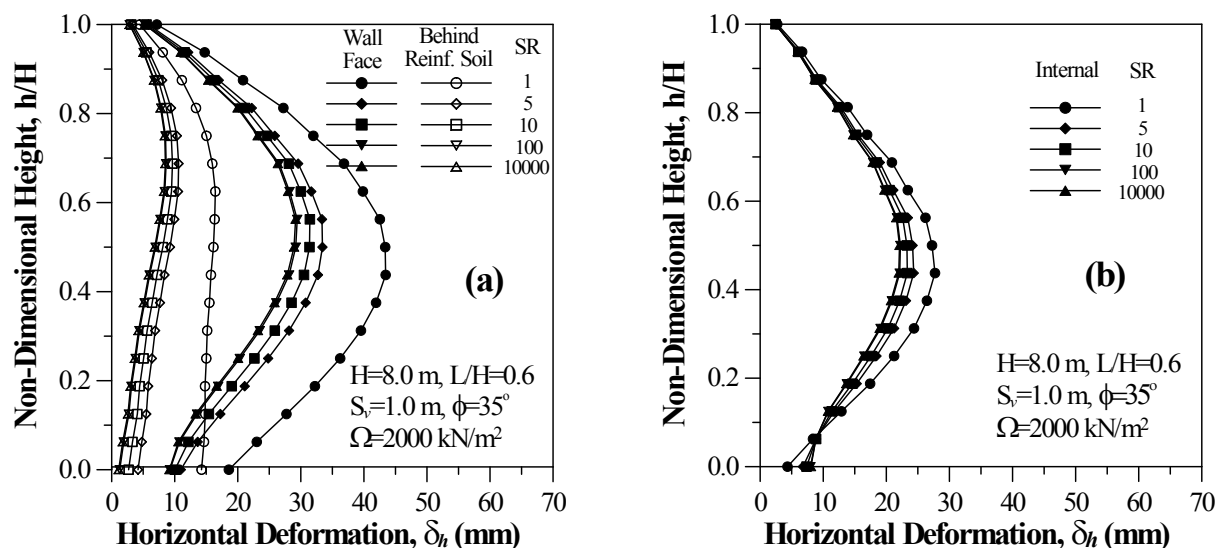 Non-Dimensional Height, h/H
1.0
0.8
0.6
0.4
0.2
0.0
0 10 20 30 40 50 60 70
Horizontal Deformation, δh (mm)
Wall Face
Behind Reinf. Soil
SR
1
5
10
100
10000
(a)
H=8.0 m, L/H=0.6
Sv=1.0 m, ϕ=35°
Ω=2000 kN/m²
Non-Dimensional Height, h/H
1.0
0.8
0.6
0.4
0.2
0.0
0 10 20 30 40 50 60 70
Horizontal Deformation, δh (mm)
Internal SR
1
5
10
100
10000
(b)
H=8.0 m, L/H=0.6
Sv=1.0 m, ϕ=35°
Ω=2000 kN/m²